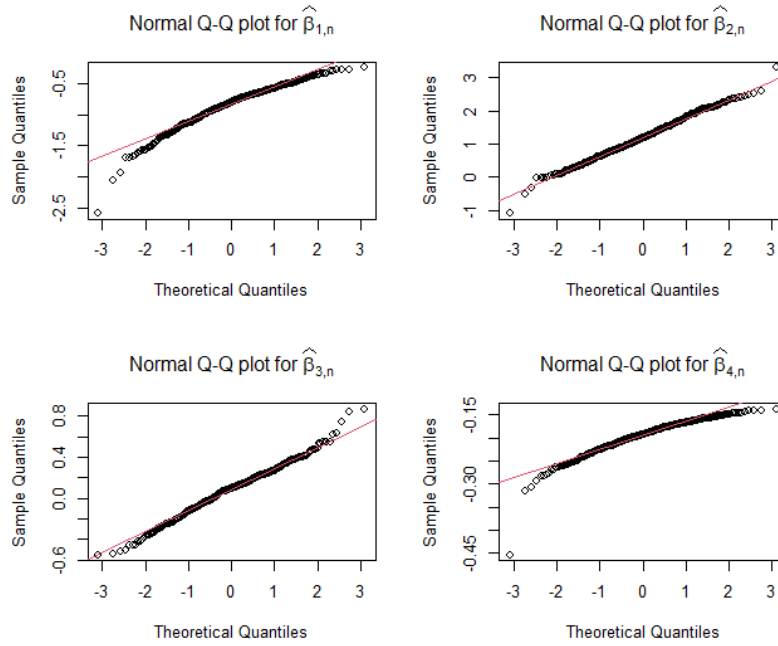 Normal Q-Q plot for β̂1,n
Sample Quantiles
-2.5 -1.5 -0.5
-3 -2 -1 0 1 2 3
Theoretical Quantiles
Normal Q-Q plot for β̂2,n
Sample Quantiles
-1 0 1 2 3
-3 -2 -1 0 1 2 3
Theoretical Quantiles
Normal Q-Q plot for β̂3,n
Sample Quantiles
-0.6 0.0 0.4 0.8
-3 -2 -1 0 1 2 3
Theoretical Quantiles
Normal Q-Q plot for β̂4,n
Sample Quantiles
-0.45 -0.30 -0.15
-3 -2 -1 0 1 2 3
Theoretical Quantiles